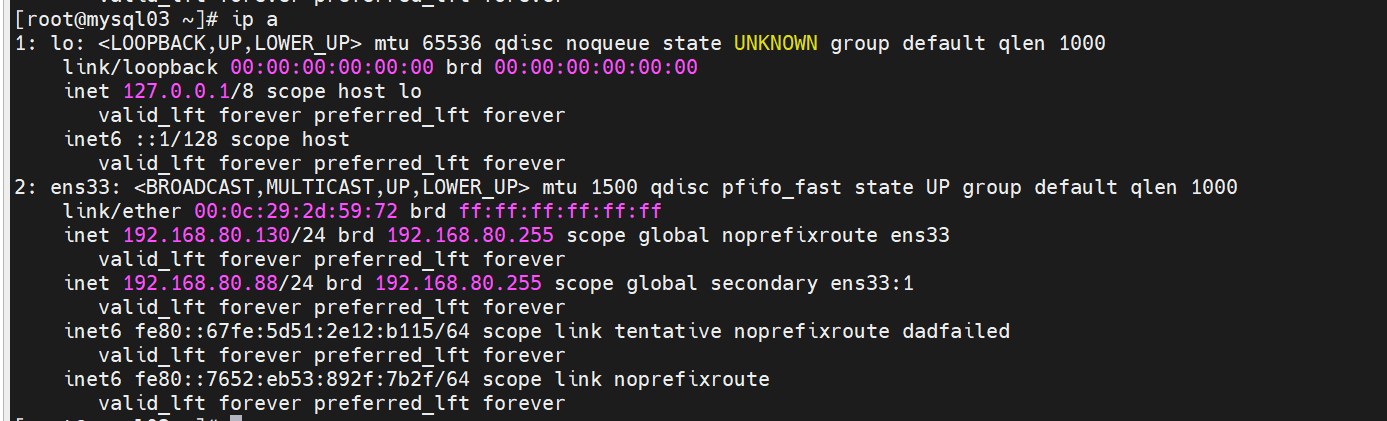 [root@mysql03 ~]# ip a
1: lo: <LOOPBACK,UP,LOWER_UP> mtu 65536 qdisc noqueue state UNKNOWN group default qlen 1000
    link/loopback 00:00:00:00:00:00 brd 00:00:00:00:00:00
    inet 127.0.0.1/8 scope host lo
       valid_lft forever preferred_lft forever
    inet6 ::1/128 scope host
       valid_lft forever preferred_lft forever
2: ens33: <BROADCAST,MULTICAST,UP,LOWER_UP> mtu 1500 qdisc pfifo_fast state UP group default qlen 1000
    link/ether 00:0c:29:2d:59:72 brd ff:ff:ff:ff:ff:ff
    inet 192.168.80.130/24 brd 192.168.80.255 scope global noprefixroute ens33
       valid_lft forever preferred_lft forever
    inet 192.168.80.88/24 brd 192.168.80.255 scope global secondary ens33:1
       valid_lft forever preferred_lft forever
    inet6 fe80::67fe:5d51:2e12:b115/64 scope link tentative noprefixroute dadfailed
       valid_lft forever preferred_lft forever
    inet6 fe80::7652:eb53:892f:7b2f/64 scope link noprefixroute
       valid_lft forever preferred_lft forever